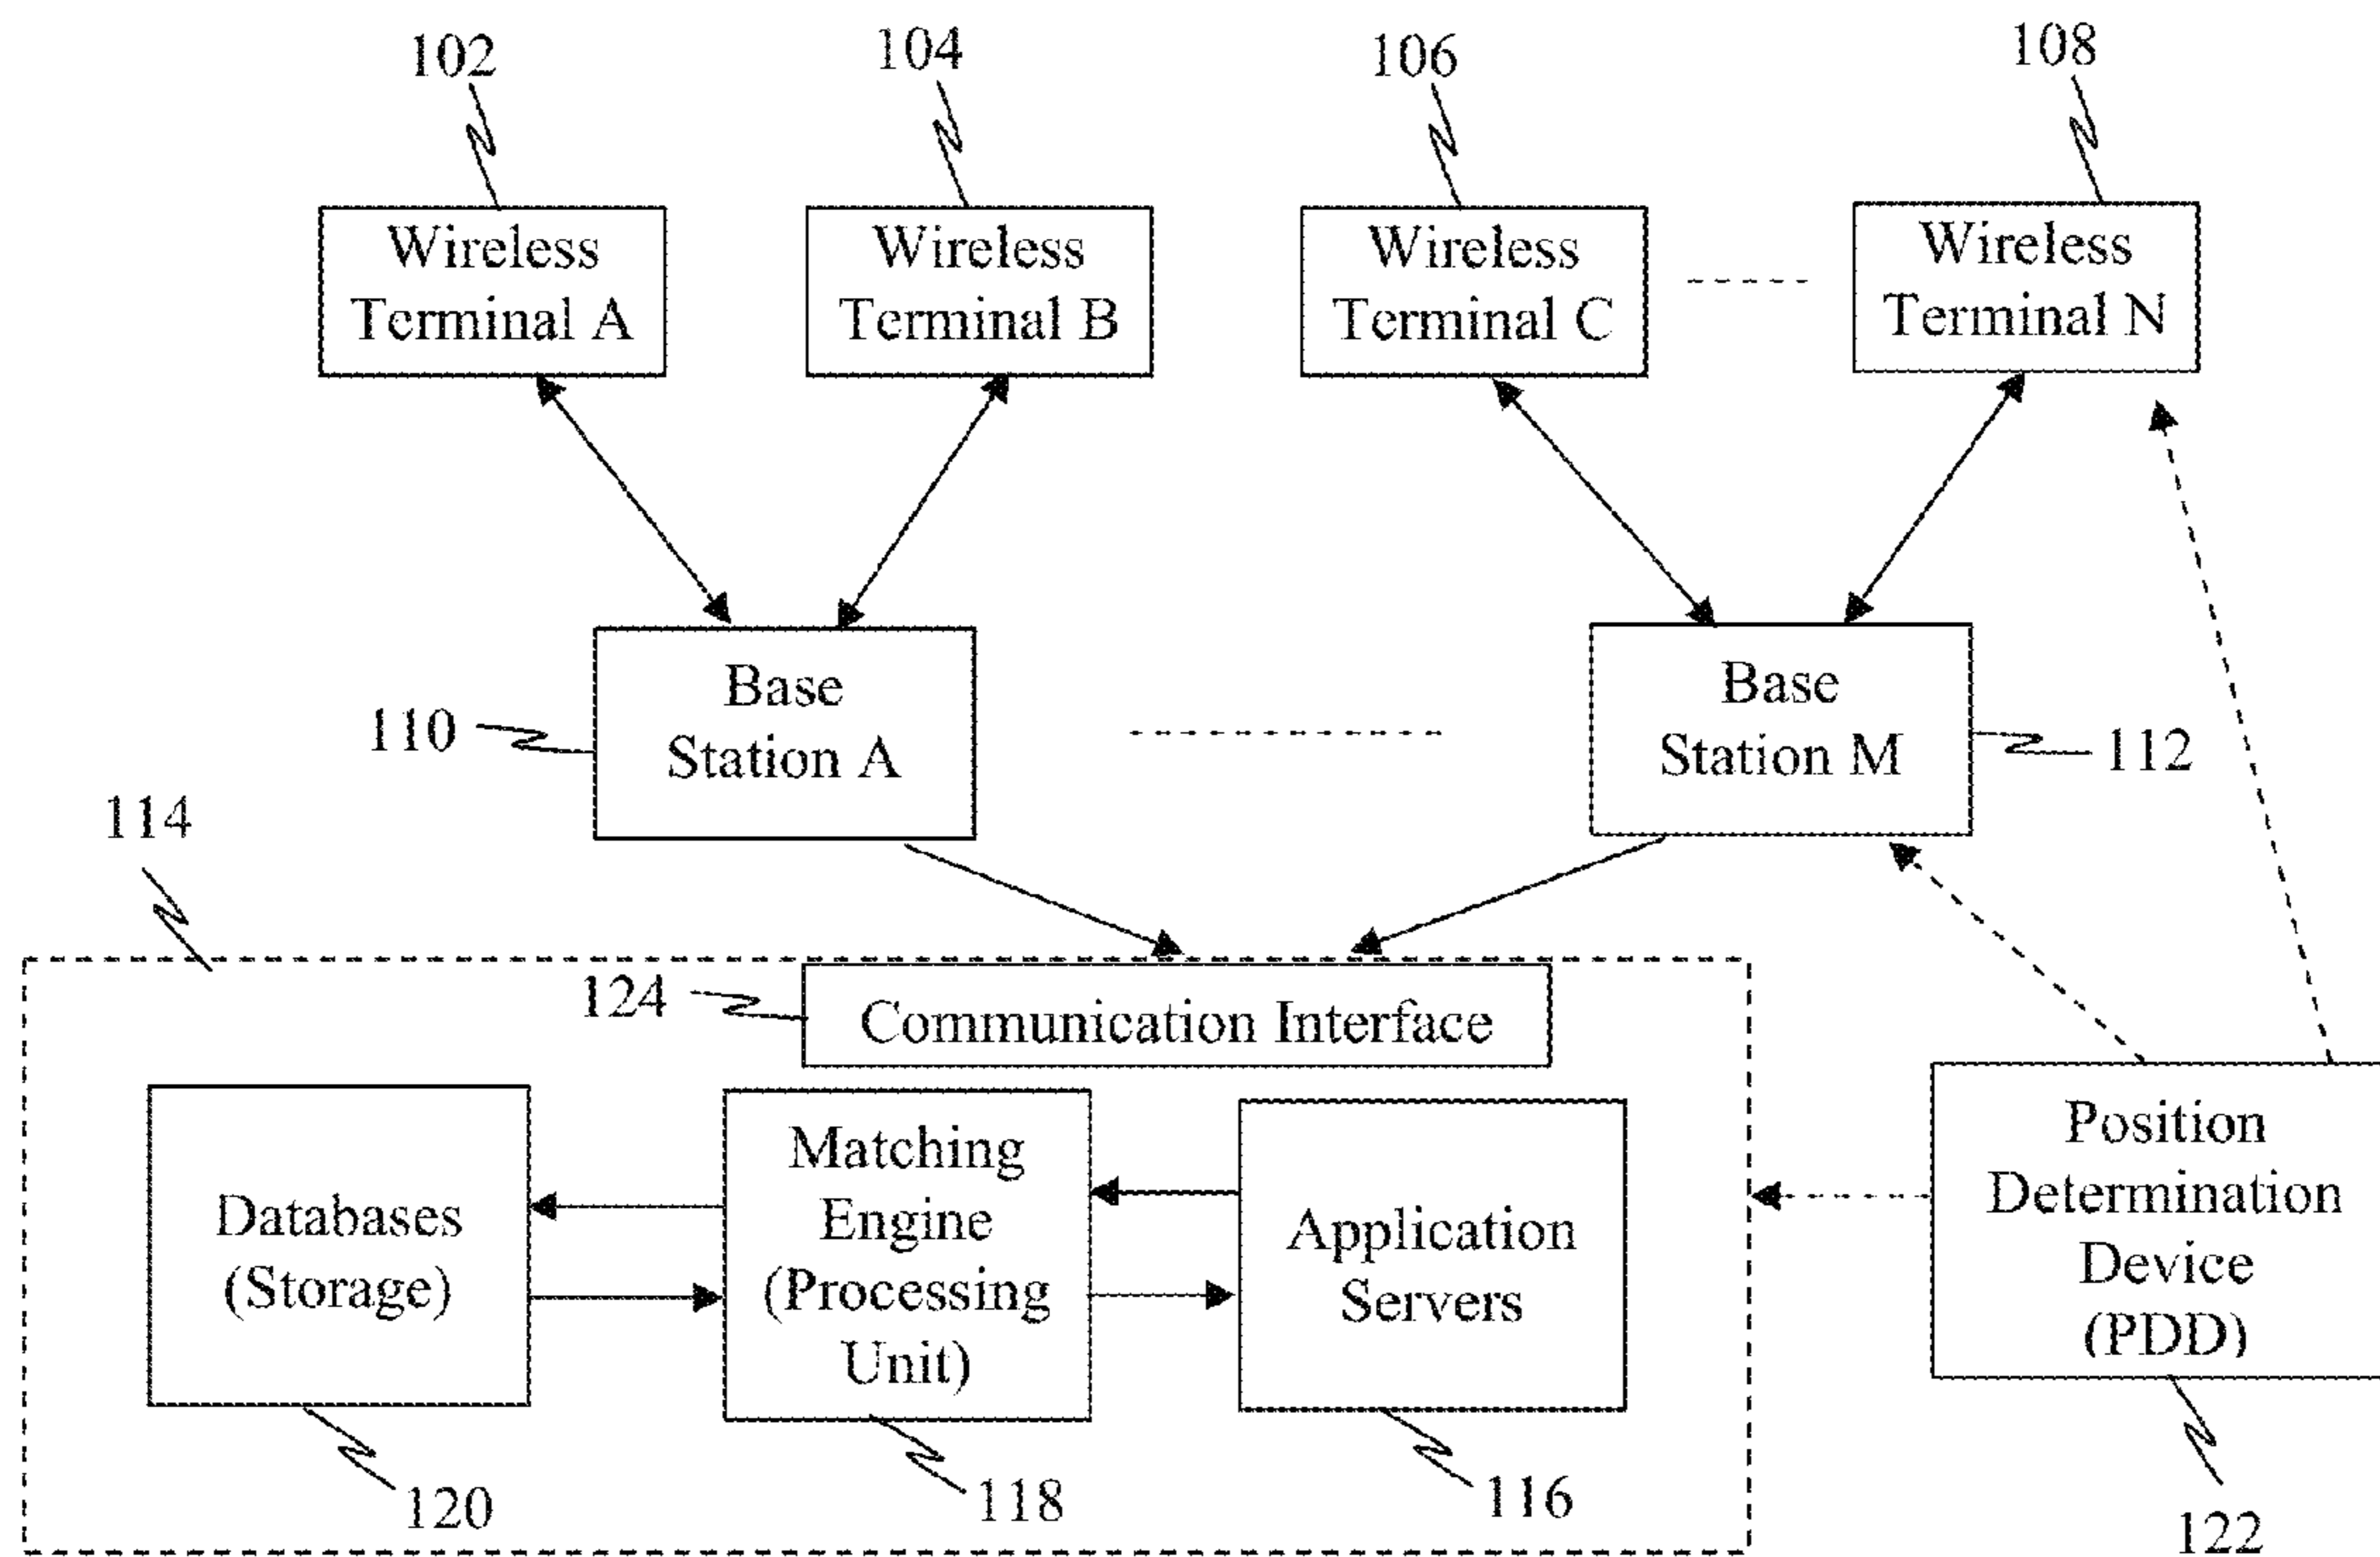 102
104
106
108
Wireless
Terminal A
Wireless
Terminal B
Wireless
Terminal C
Wireless
Terminal N
110
Base
Station A
Base
Station M
112
114
124
Communication Interface
Databases
(Storage)
Matching
Engine
(Processing
Unit)
Application
Servers
Position
Determination
Device
(PDD)
120
118
116
122